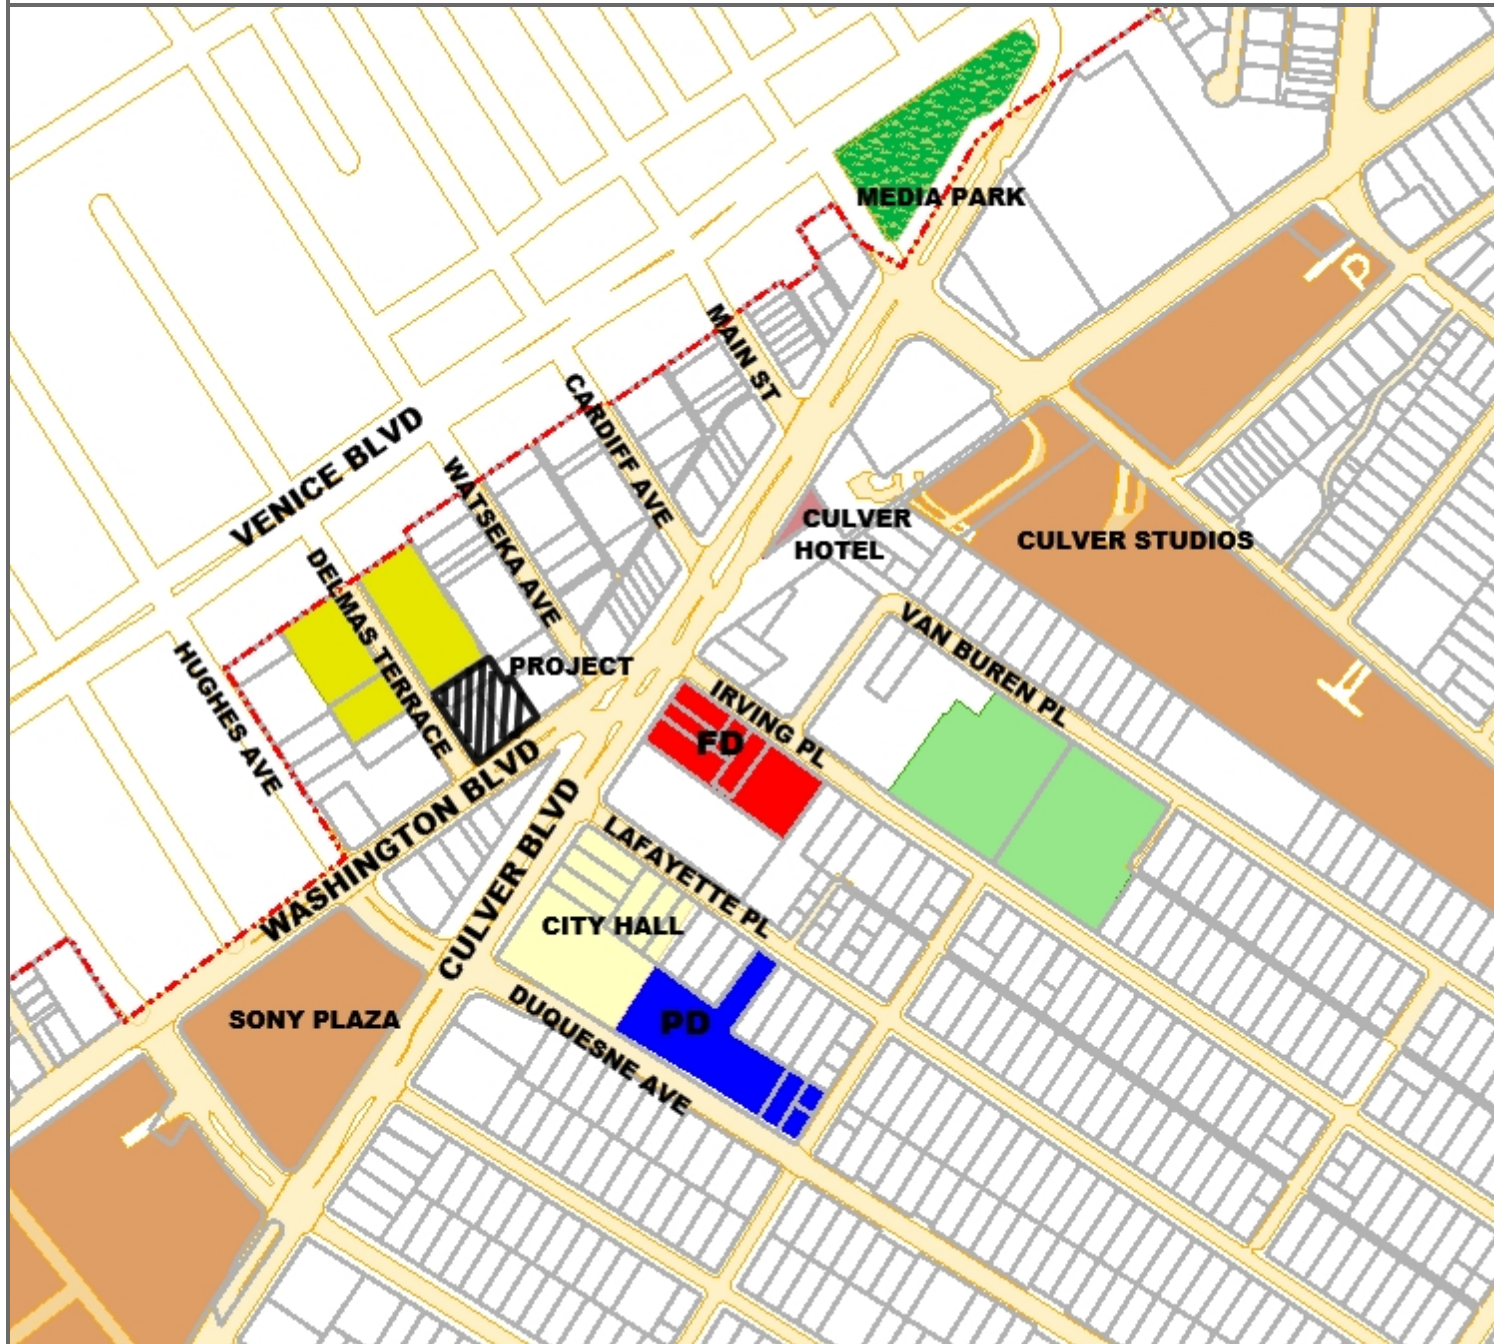 MEDIA PARK
MAIN ST
CARDIFF AVE
VENICE BLVD
WATSEKA AVE
CULVER
HOTEL
CULVER STUDIOS
DELMAS TERRACE
HUGHES AVE
PROJECT
VAN BUREN PL
IRVING PL
FD
WASHINGTON BLVD
CULVER BLVD
LAFAYETTE PL
CITY HALL
SONY PLAZA
PD
DUQUESNE AVE